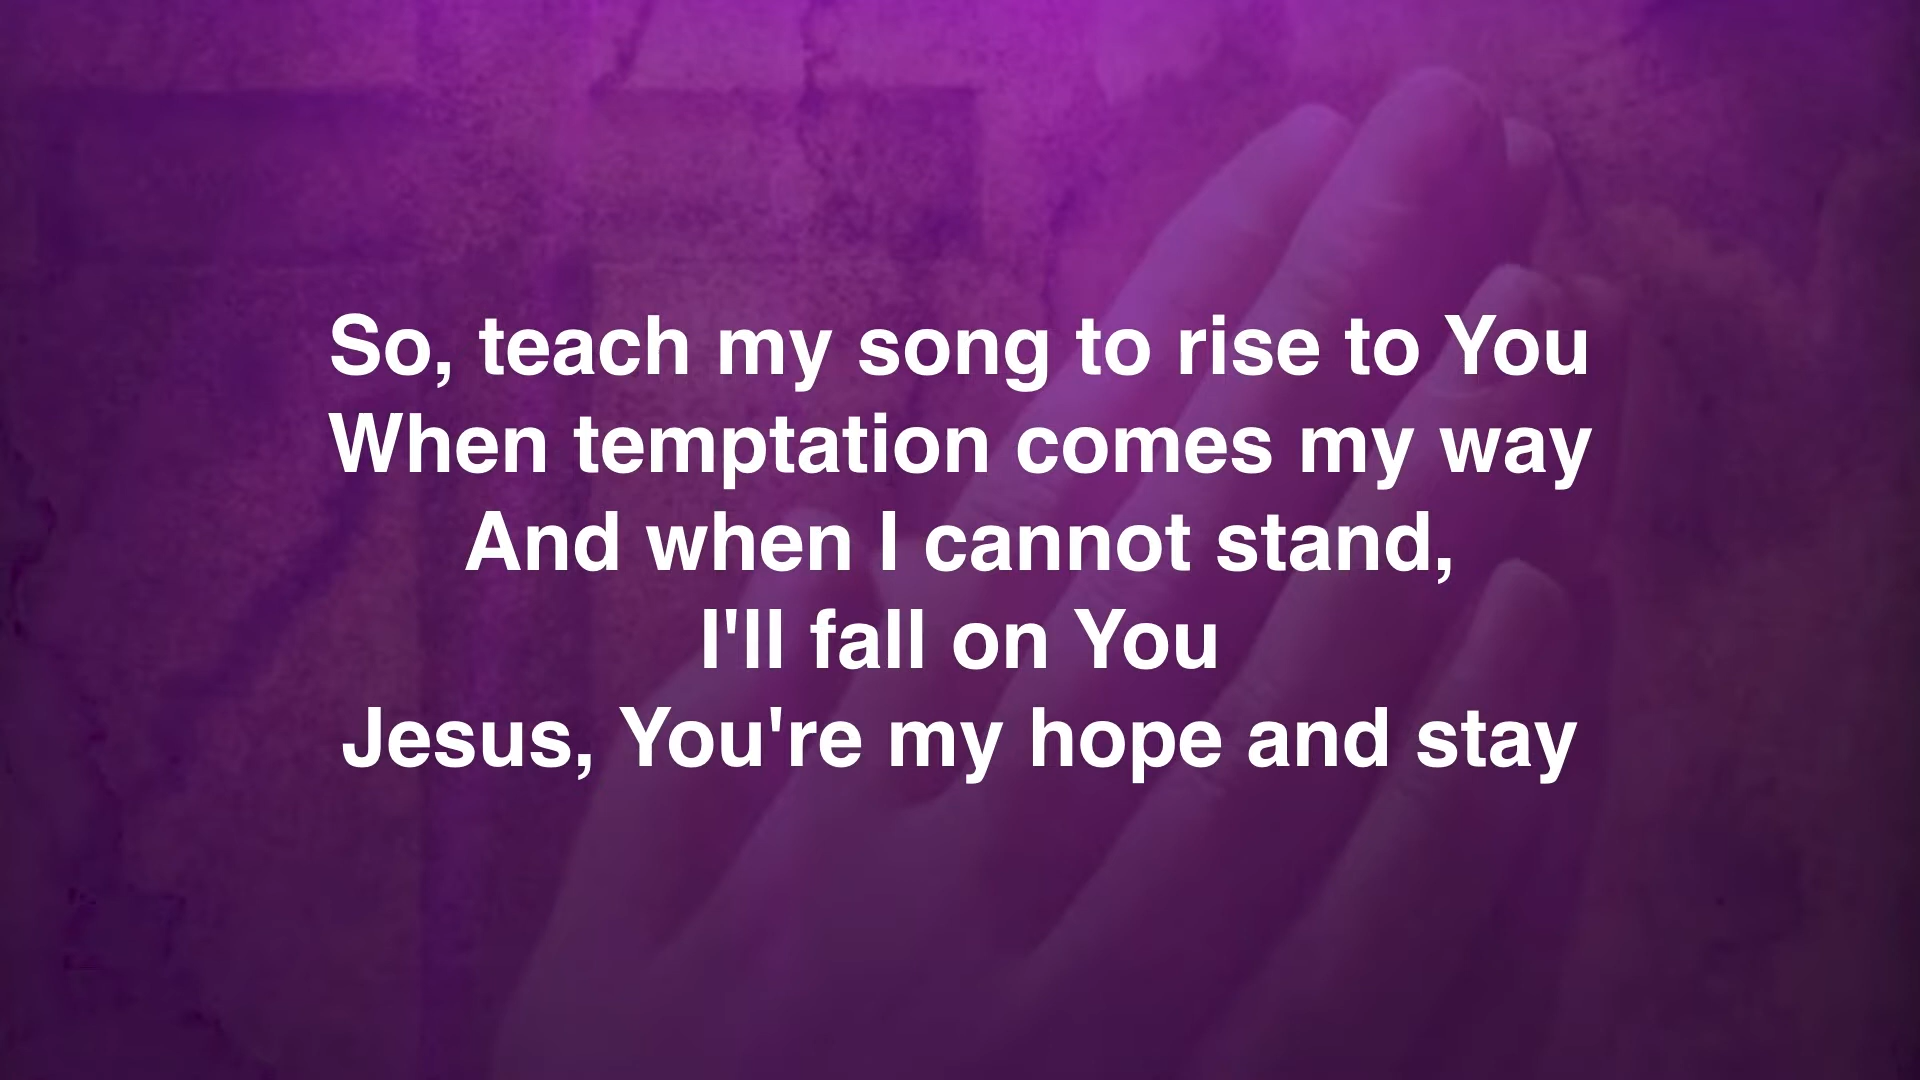 So, teach my song to rise to You
When temptation comes my way
And when I cannot stand,
I'll fall on You
Jesus, You're my hope and stay